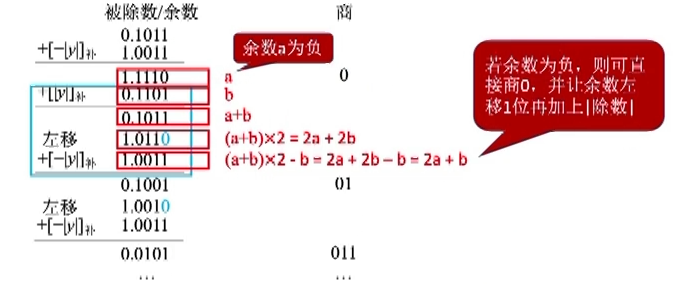 被除数/余数 商
0.1011
+[-|y|]补 1.0011
余数a为负
1.1110 a 0
+[|y|]补 0.1101 b
0.1011 a+b
左移 1.0110 (a+b)×2 = 2a + 2b
+[-|y|]补 1.0011 (a+b)×2 - b = 2a + 2b – b = 2a + b
若余数为负，则可直
接商0，并让余数左
移1位再加上|除数|
0.1001 01
左移 1.0010
+[-|y|]补 1.0011
0.0101 011
… …